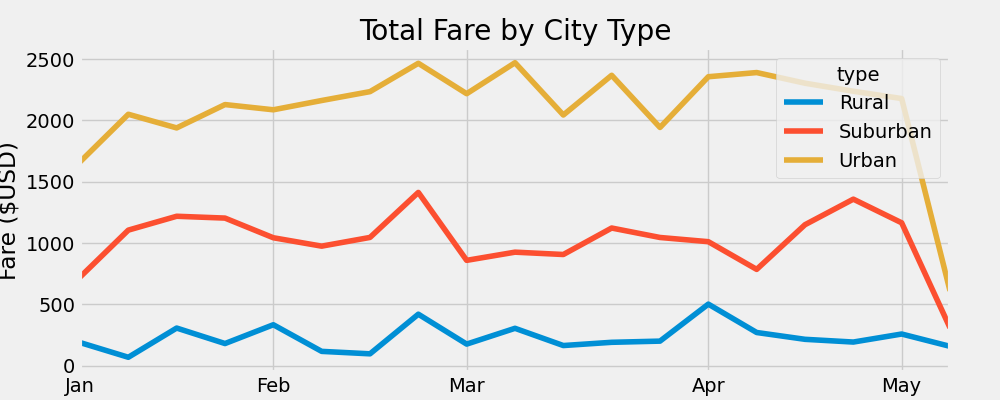 Total Fare by City Type
Fare ($USD)
2500
2000
1500
1000
500
0
Jan
Feb
Mar
Apr
May
type
Rural
Suburban
Urban